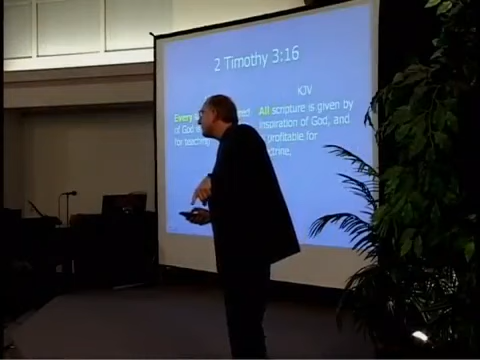 2 Timothy 3:16
KJV
Every
of God
for teaching
All scripture is given by
inspiration of God, and
profitable for